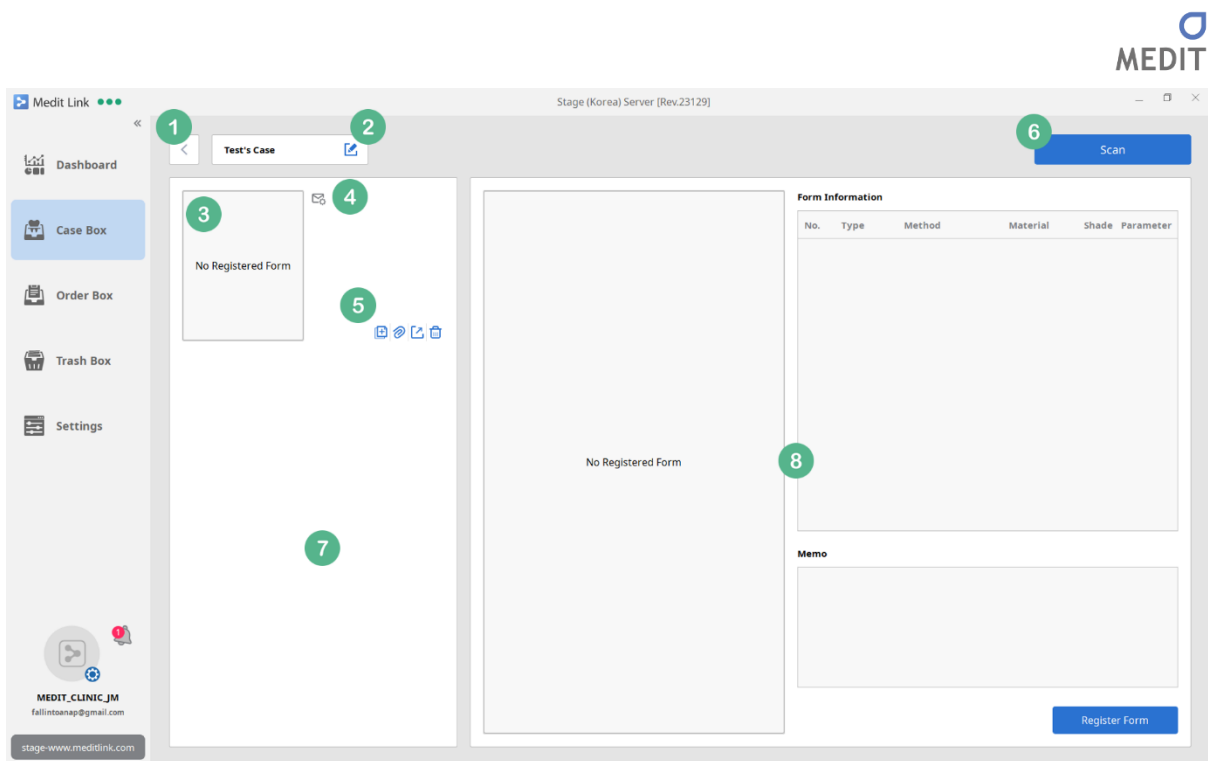 MEDIT
Medit Link
Stage (Korea) Server [Rev.23129]
Dashboard
Case Box
Order Box
Trash Box
Settings
1
MEDIT_CLINIC_JM
fallintoanap@gmail.com
stage-www.meditlink.com
1
Test's Case
2
6
Scan
3
4
No Registered Form
5
7
No Registered Form
8
Form Information
No. Type Method Material Shade Parameter
Memo
Register Form